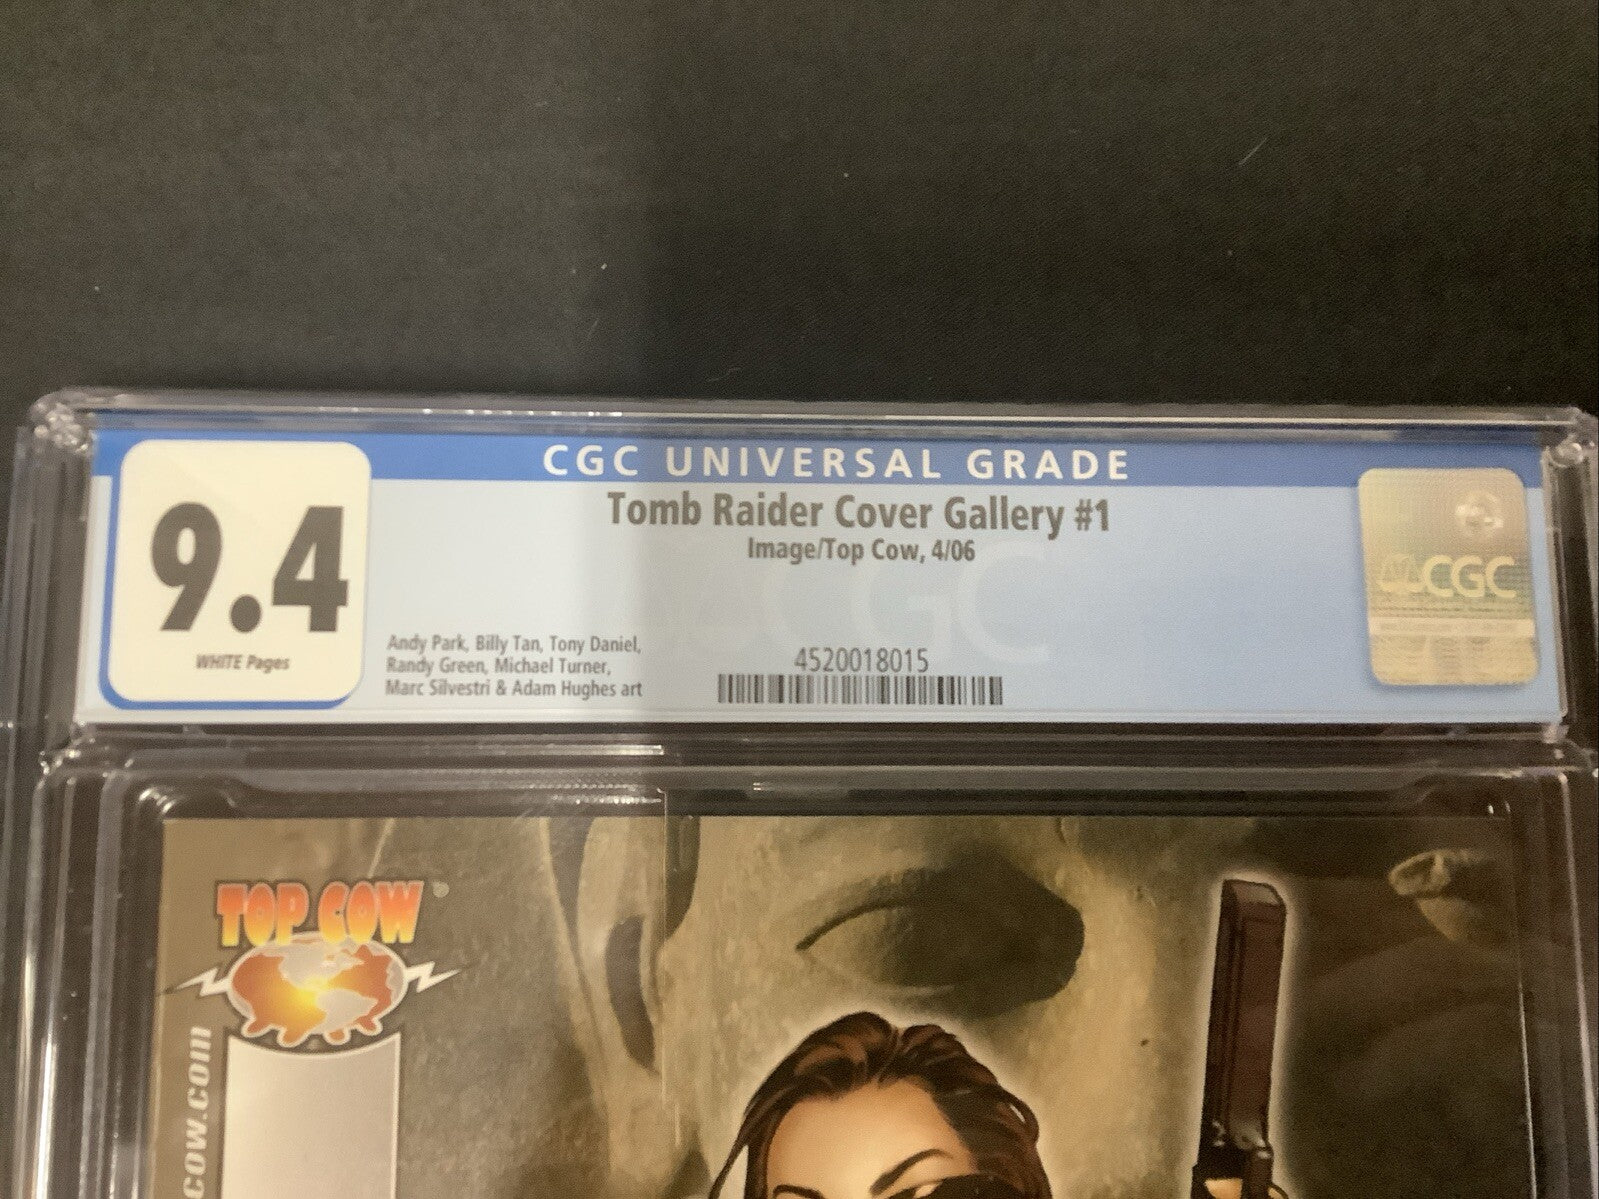 CGC UNIVERSAL GRADE
9.4
WHITE Pages
Tomb Raider Cover Gallery #1
Image/Top Cow, 4/06
Andy Park, Billy Tan, Tony Daniel,
Randy Green, Michael Turner,
Marc Silvestri & Adam Hughes art
4520018015
CGC
CGC
TOP COW
cow.com